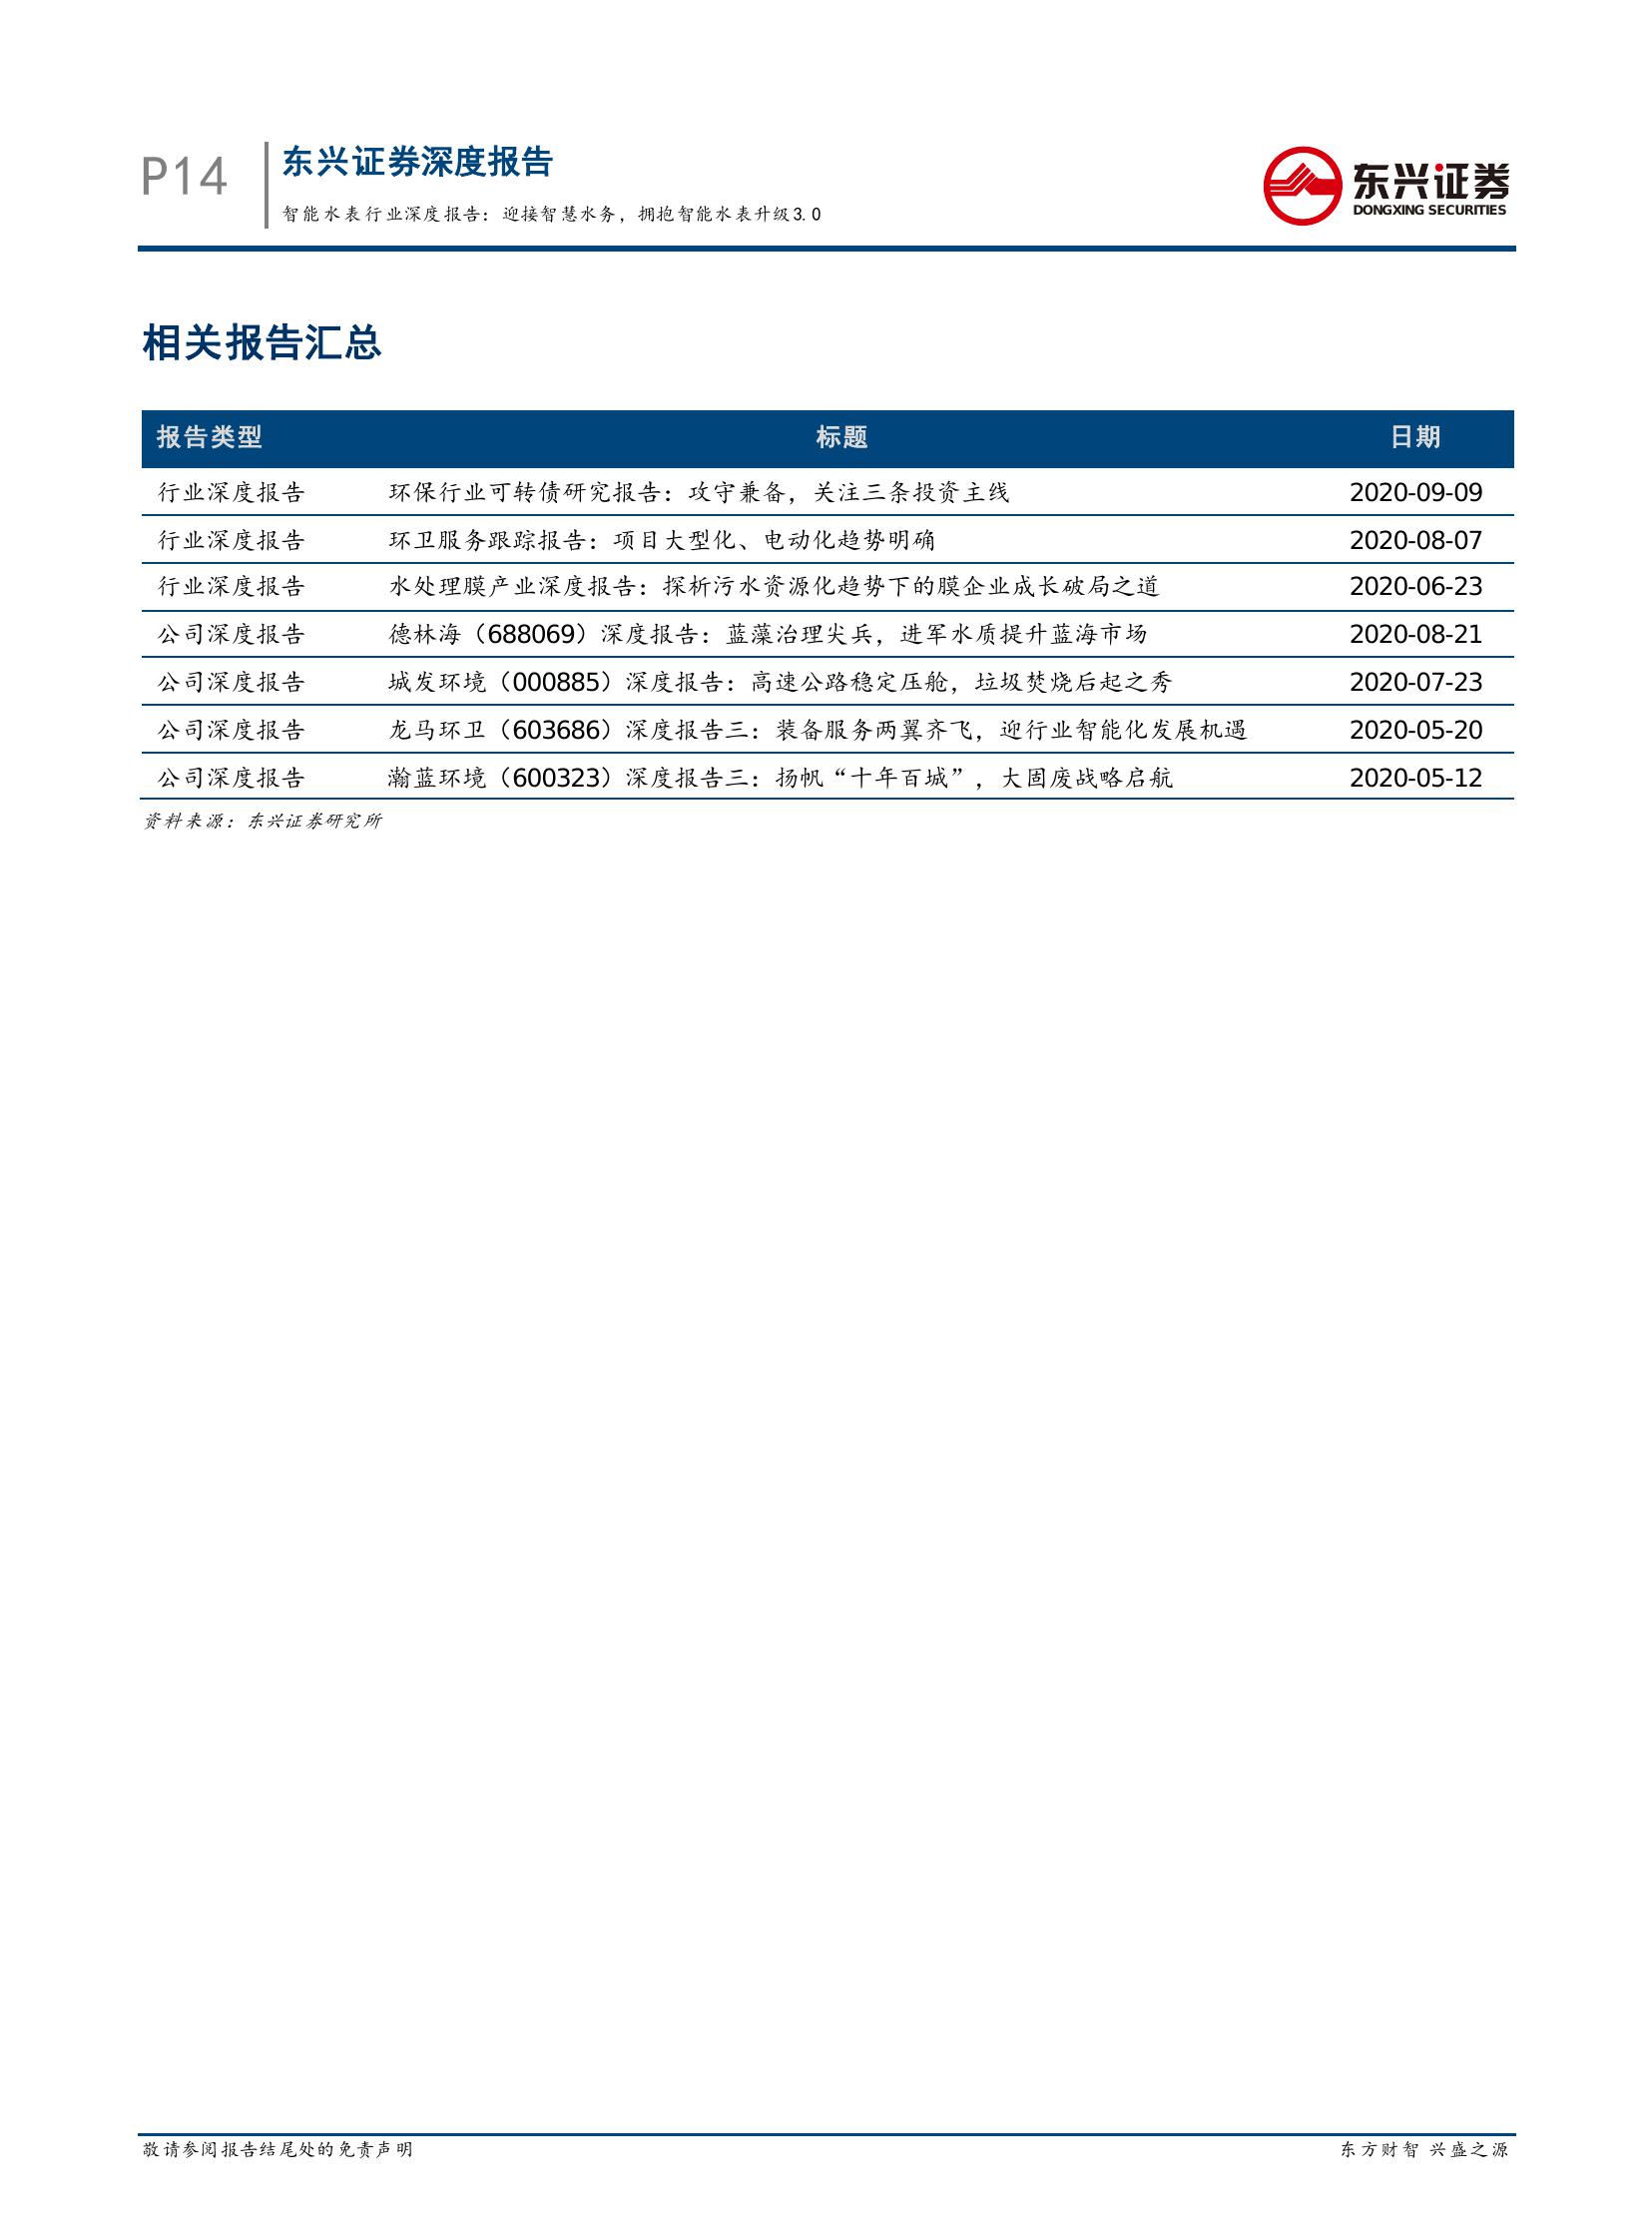 P14
东兴证券深度报告
智能水表行业深度报告：迎接智慧水务，拥抱智能水表升级3.0
东兴证券
DONGXING SECURITIES
相关报告汇总
报告类型 标题 日期
行业深度报告 环保行业可转债研究报告：攻守兼备，关注三条投资主线 2020-09-09
行业深度报告 环卫服务跟踪报告：项目大型化、电动化趋势明确 2020-08-07
行业深度报告 水处理膜产业深度报告：探析污水资源化趋势下的膜企业成长破局之道 2020-06-23
公司深度报告 德林海（688069）深度报告：蓝藻治理尖兵，进军水质提升蓝海市场 2020-08-21
公司深度报告 城发环境（000885）深度报告：高速公路稳定压舱，垃圾焚烧后起之秀 2020-07-23
公司深度报告 龙马环卫（603686）深度报告三：装备服务两翼齐飞，迎行业智能化发展机遇 2020-05-20
公司深度报告 瀚蓝环境（600323）深度报告三：扬帆“十年百城”，大固废战略启航 2020-05-12
资料来源：东兴证券研究所
敬请参阅报告结尾处的免责声明 东方财智 兴盛之源